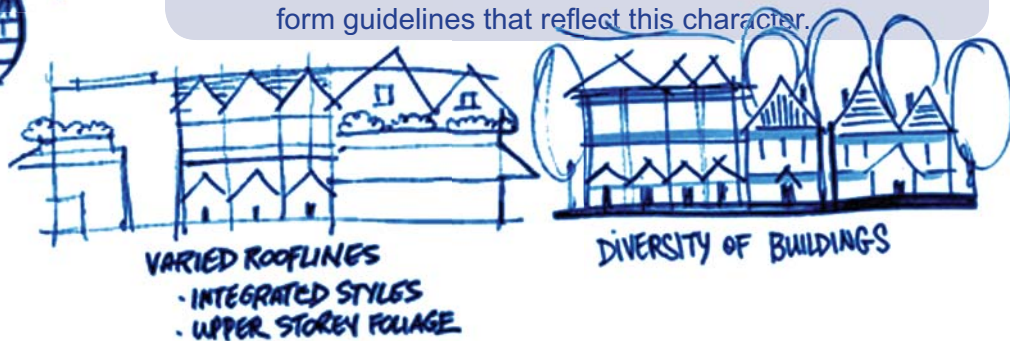 form guidelines that reflect this character.
VARIED ROOFLINES
· INTEGRATED STYLES
· UPPER STOREY FOLIAGE
DIVERSITY OF BUILDINGS